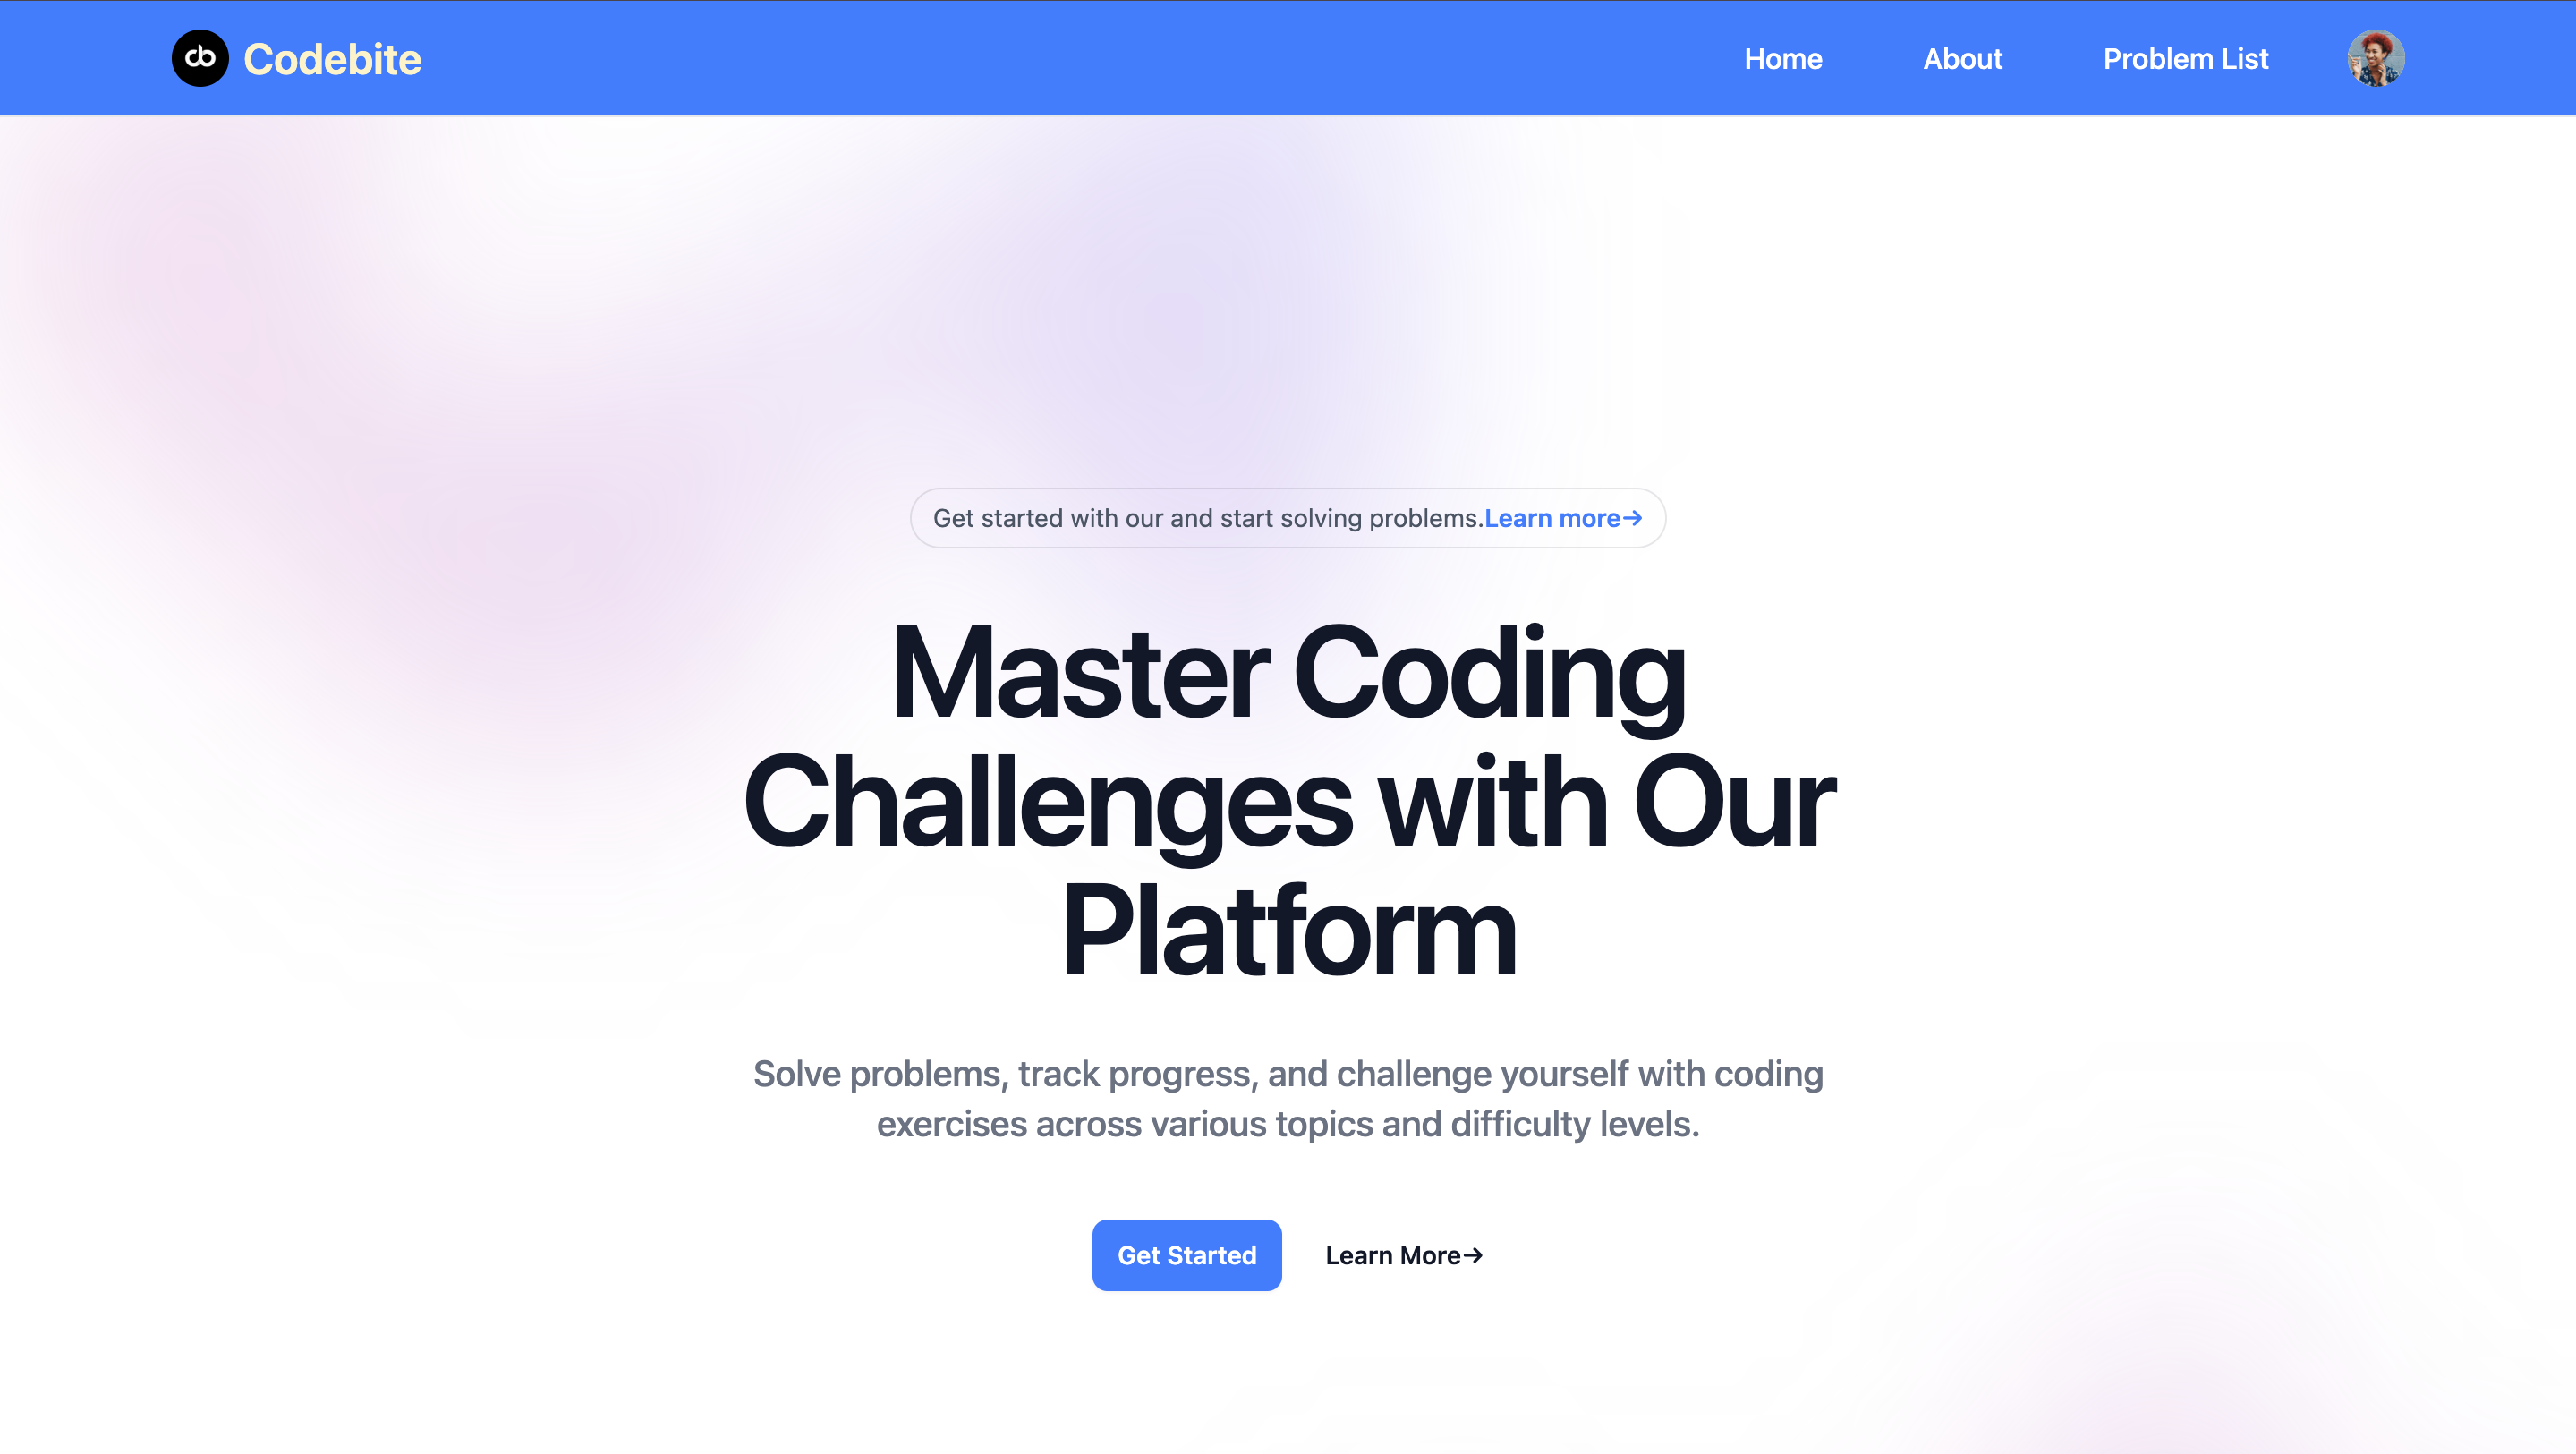 cb Codebite
Home
About
Problem List
Get started with our and start solving problems.Learn more→
Master Coding
Challenges with Our
Platform
Solve problems, track progress, and challenge yourself with coding
exercises across various topics and difficulty levels.
Get Started
Learn More→